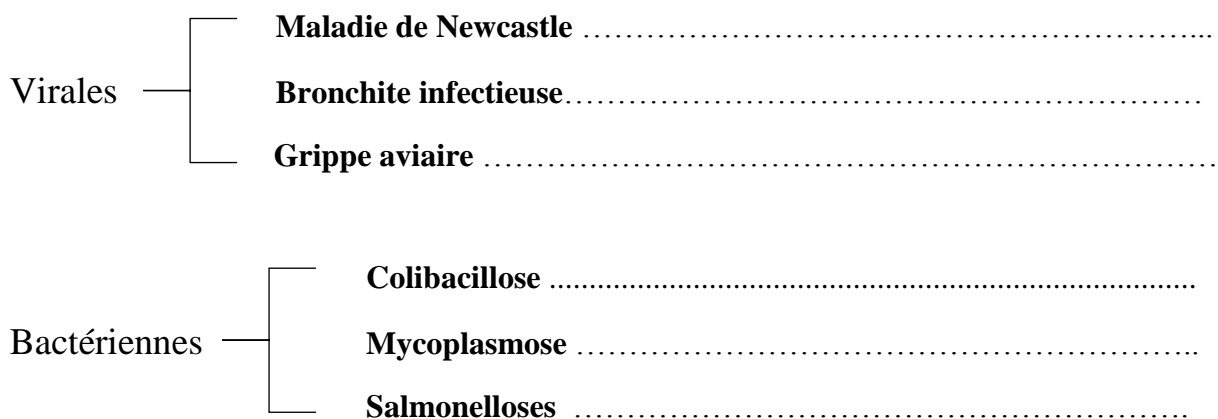 Maladie de Newcastle …………………………………………………………...
Virales
Bronchite infectieuse………………………………………………………………
Grippe aviaire …………………………………………………………………………
Colibacillose ...........................................................................
Bactériennes
Mycoplasmose ……………………………………………………………..
Salmonelloses …………………………………………………………….